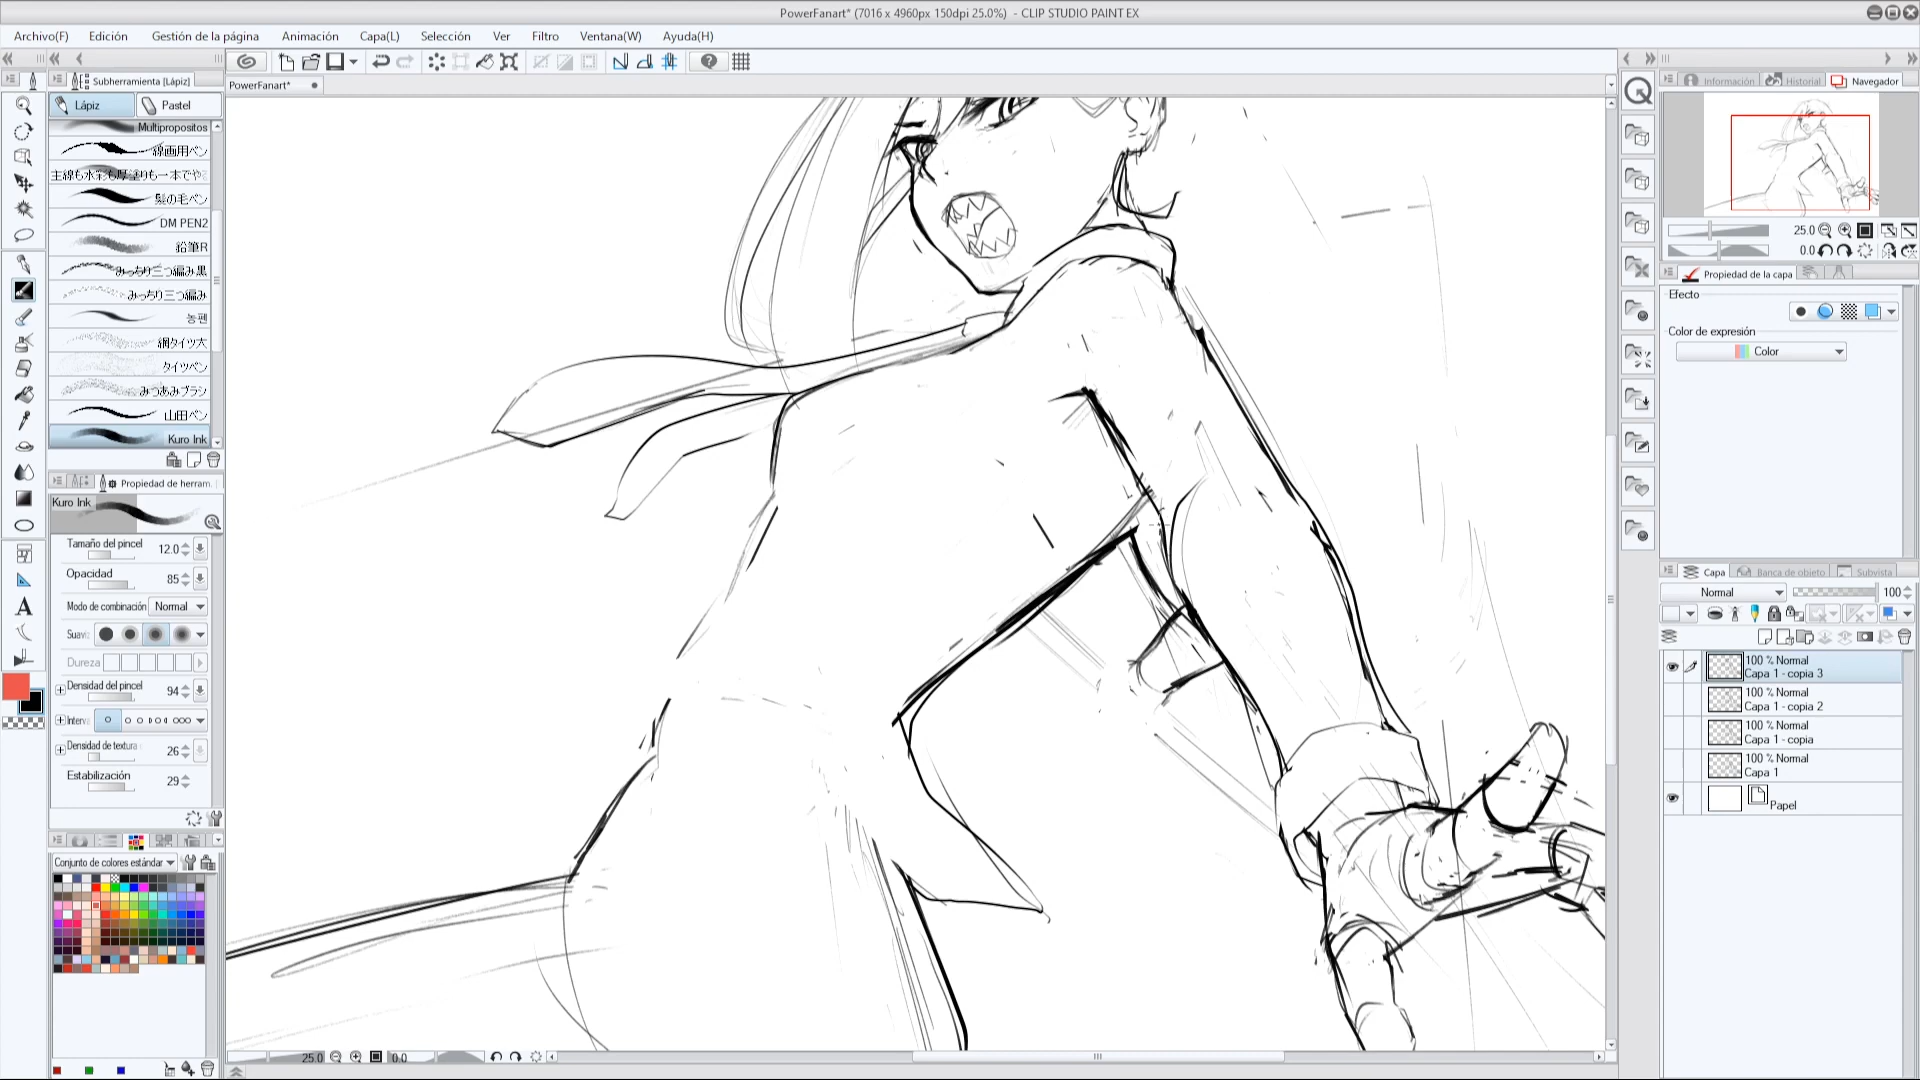 PowerFanart* (7016 x 4960px 150dpi 25.0%) - CLIP STUDIO PAINT EX
Archivo(F) Edición Gestión de la página Animación Capa(L) Selección Ver Filtro Ventana(W) Ayuda(H)
Subherramienta [Lápiz]
PowerFanart*
Información Historial Navegador
Lápiz Pastel
Multipropositos
線画用ペン
主線も水彩も厚塗りも一本でや
髪の毛ペン
DM PEN2
鉛筆R
みっちり三つ編み黒
みっちり三つ編み
농펜
網タイツ大
タイツペン
みつあみブラシ
山田ペン
Kuro Ink
Propiedad de herram.
Kuro Ink
Tamaño del pincel 12.0
Opacidad 85
Modo de combinación Normal
Suavi
Dureza
Densidad del pincel 94
Interva
Densidad de textura 26
Estabilización 29
Conjunto de colores estándar
25.0 0.0
25.0
0.0
Propiedad de la capa
Efecto
Color de expresión
Color
Capa Banco de objeto Subvista
Normal 100
100 % Normal
Capa 1 - copia 3
100 % Normal
Capa 1 - copia 2
100 % Normal
Capa 1 - copia
100 % Normal
Capa 1
Papel